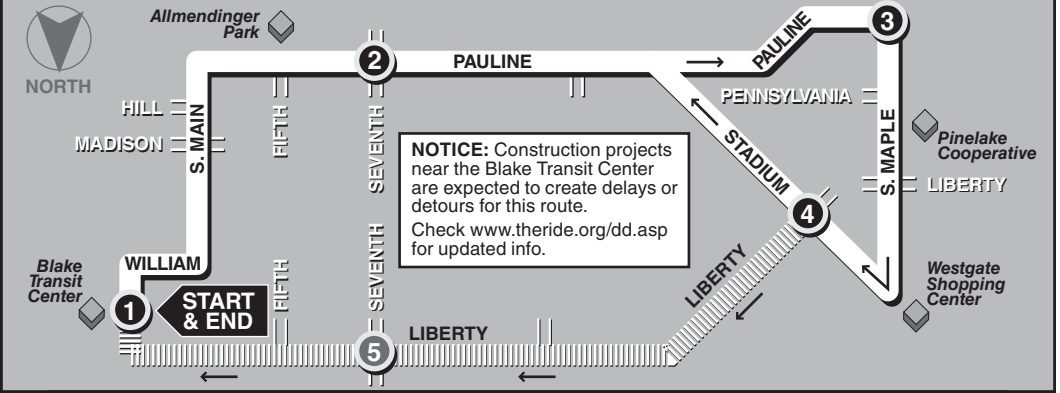 Allmendinger
Park
NORTH
3
PAULINE
2
PAULINE
HILL
MADISON
S. MAIN
FIFTH
SEVENTH
PENNSYLVANIA
S. MAPLE
Pinelake
Cooperative
LIBERTY
STADIUM
4
NOTICE: Construction projects
near the Blake Transit Center
are expected to create delays or
detours for this route.
Check www.theride.org/dd.asp
for updated info.
WILLIAM
Blake
Transit
Center
1
START
& END
FIFTH
SEVENTH
LIBERTY
Westgate
Shopping
Center
LIBERTY
5